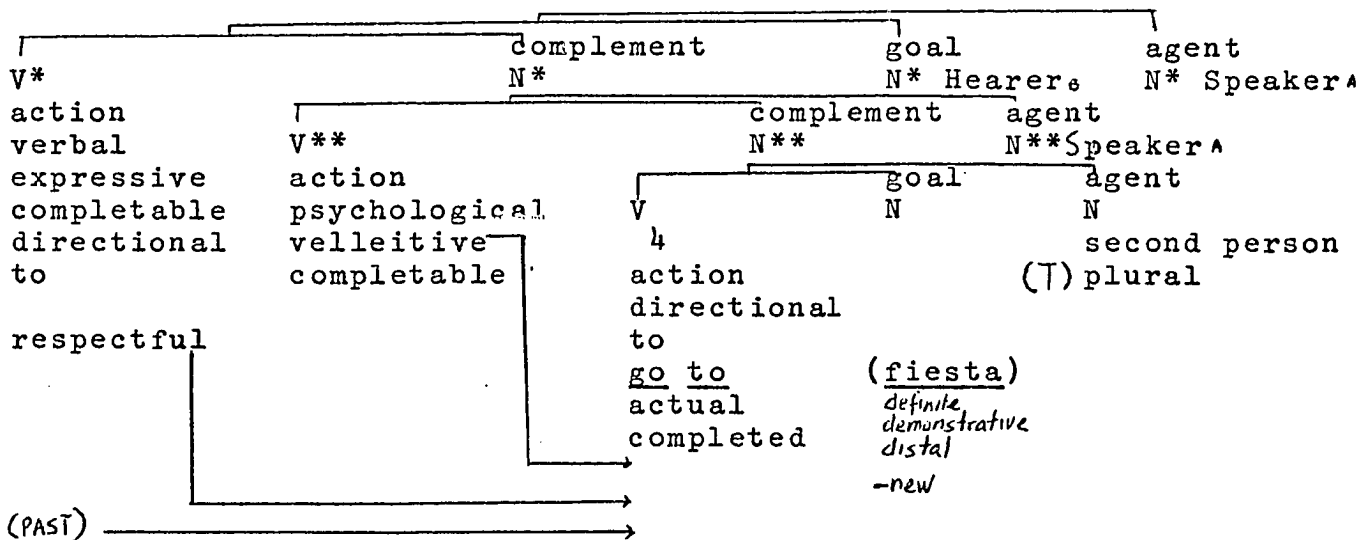 complement goal agent
V* N* N* Hearer B N* Speaker A
action complement agent
verbal V** N** N**Speaker A
expressive action goal agent
completable psychological V N N
directional velleitive 4 second person
to completable action (T) plural
directional
respectful to
go to (fiesta)
actual definite
demonstrative
completed distal
-new
(PAST)